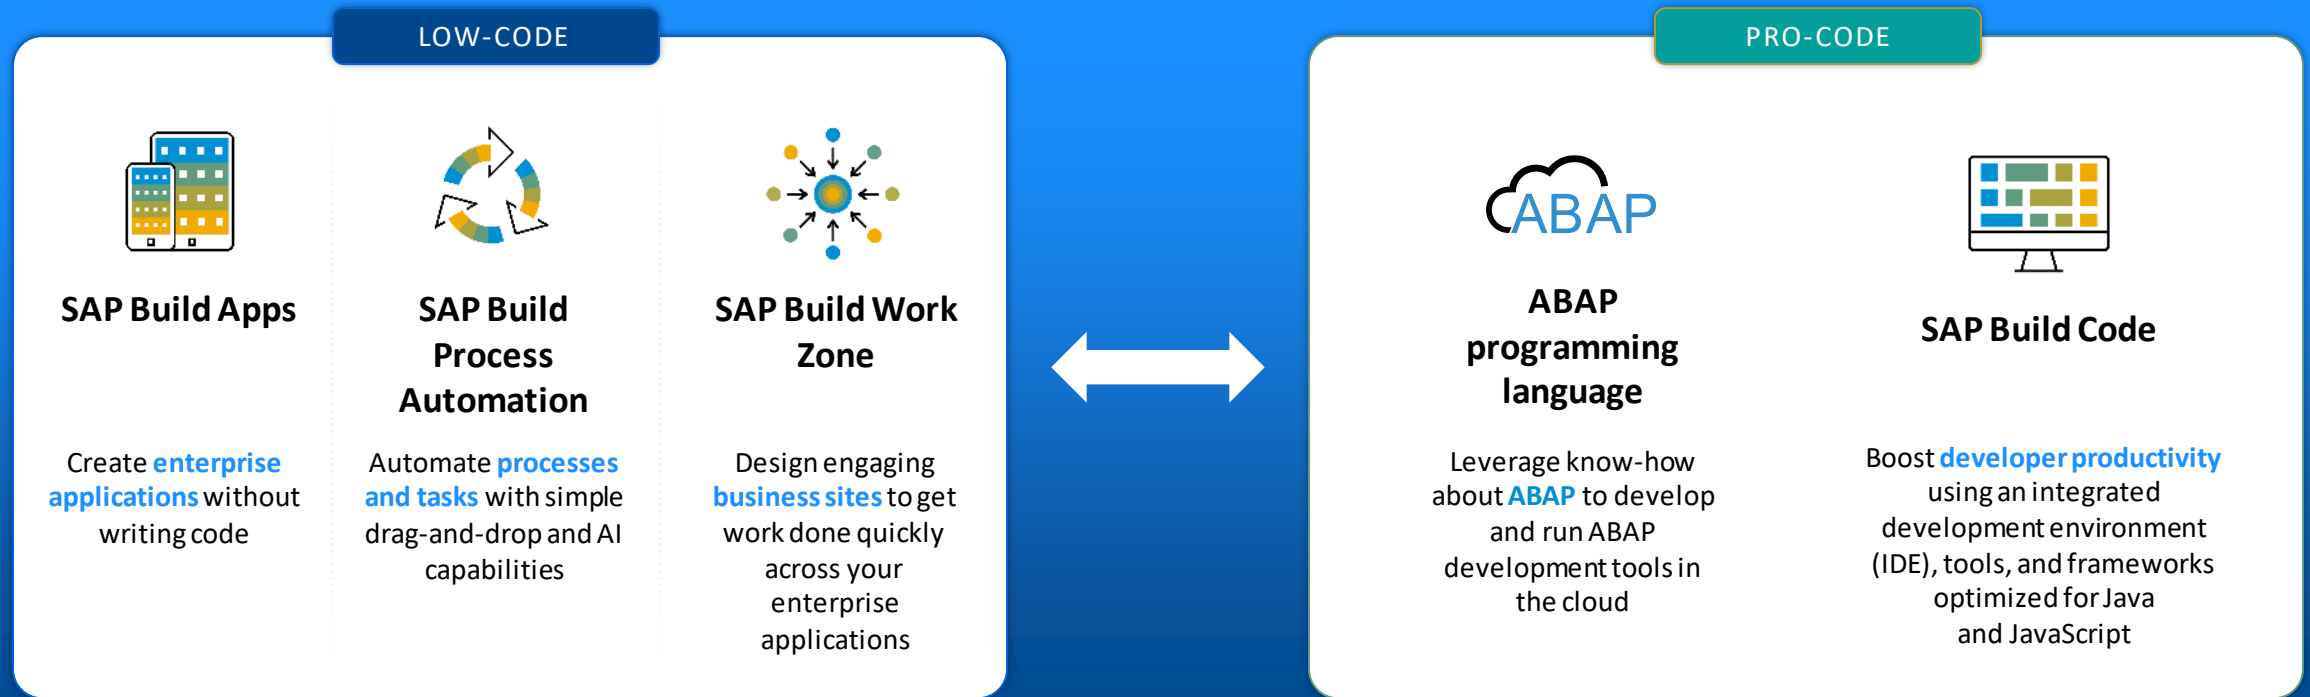 LOW-CODE
SAP Build Apps
Create enterprise
applications without
writing code
SAP Build
Process
Automation
Automate processes
and tasks with simple
drag-and-drop and AI
capabilities
SAP Build Work
Zone
Design engaging
business sites to get
work done quickly
across your
enterprise
applications
PRO-CODE
ABAP
ABAP
programming
language
Leverage know-how
about ABAP to develop
and run ABAP
development tools in
the cloud
SAP Build Code
Boost developer productivity
using an integrated
development environment
(IDE), tools, and frameworks
optimized for Java
and JavaScript